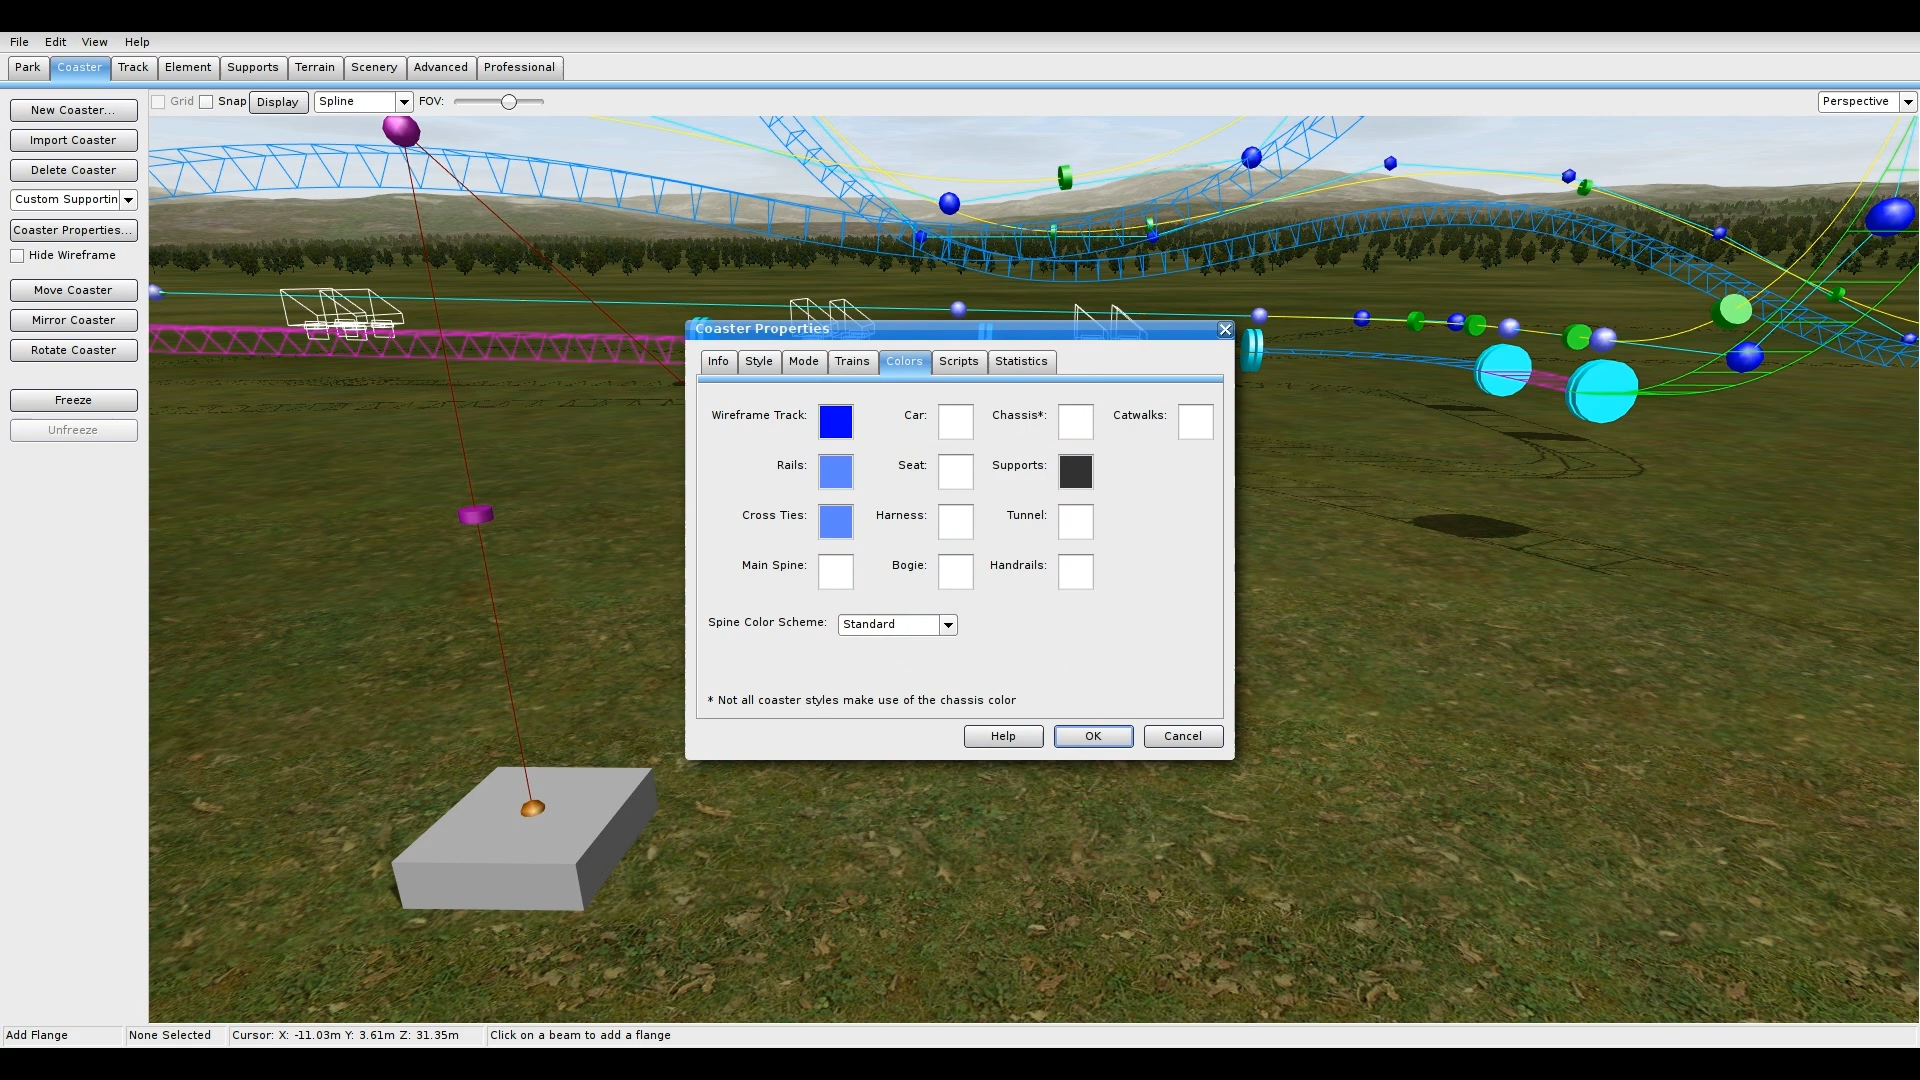 File Edit View Help
Park Coaster Track Element Supports Terrain Scenery Advanced Professional
Grid Snap Display Spline FOV: Perspective
New Coaster...
Import Coaster
Delete Coaster
Custom Supportin
Coaster Properties...
Hide Wireframe
Move Coaster
Mirror Coaster
Rotate Coaster
Freeze
Unfreeze
Coaster Properties
Info Style Mode Trains Colors Scripts Statistics
Wireframe Track: Car: Chassis*: Catwalks:
Rails: Seat: Supports:
Cross Ties: Harness: Tunnel:
Main Spine: Bogie: Handrails:
Spine Color Scheme: Standard
* Not all coaster styles make use of the chassis color
Help OK Cancel
Add Flange None Selected Cursor: X: -11.03m Y: 3.61m Z: 31.35m Click on a beam to add a flange